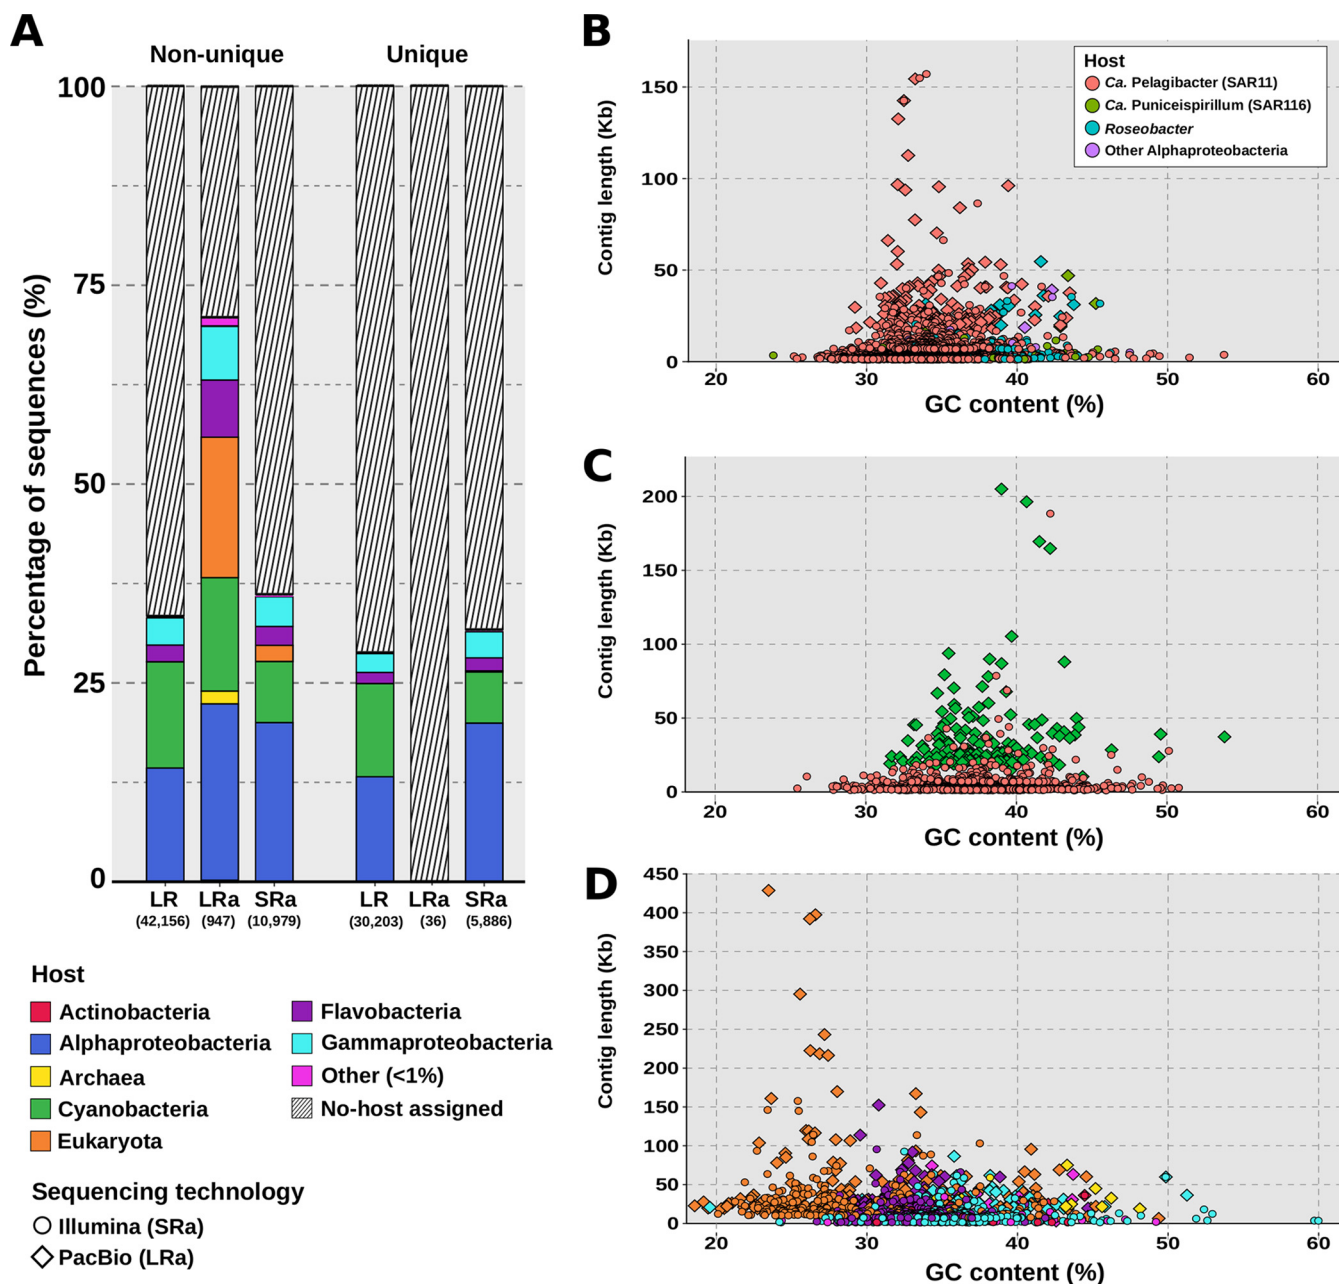 A
Non-unique
Unique
Percentage of sequences (%)
100
75
50
25
0
LR
LRa
SRa
LR
LRa
SRa
(42,156)
(947)
(10,979)
(30,203)
(36)
(5,886)
Host
Actinobacteria
Alphaproteobacteria
Archaea
Cyanobacteria
Eukaryota
Flavobacteria
Gammaproteobacteria
Other (<1%)
No-host assigned
Sequencing technology
Illumina (SRa)
PacBio (LRa)
B
Contig length (Kb)
150
100
50
0
20
30
40
50
60
GC content (%)
Host
Ca. Pelagibacter (SAR11)
Ca. Puniceispirillum (SAR116)
Roseobacter
Other Alphaproteobacteria
C
Contig length (Kb)
200
150
100
50
0
20
30
40
50
60
GC content (%)
D
Contig length (Kb)
450
400
350
300
250
200
150
100
50
0
20
30
40
50
60
GC content (%)